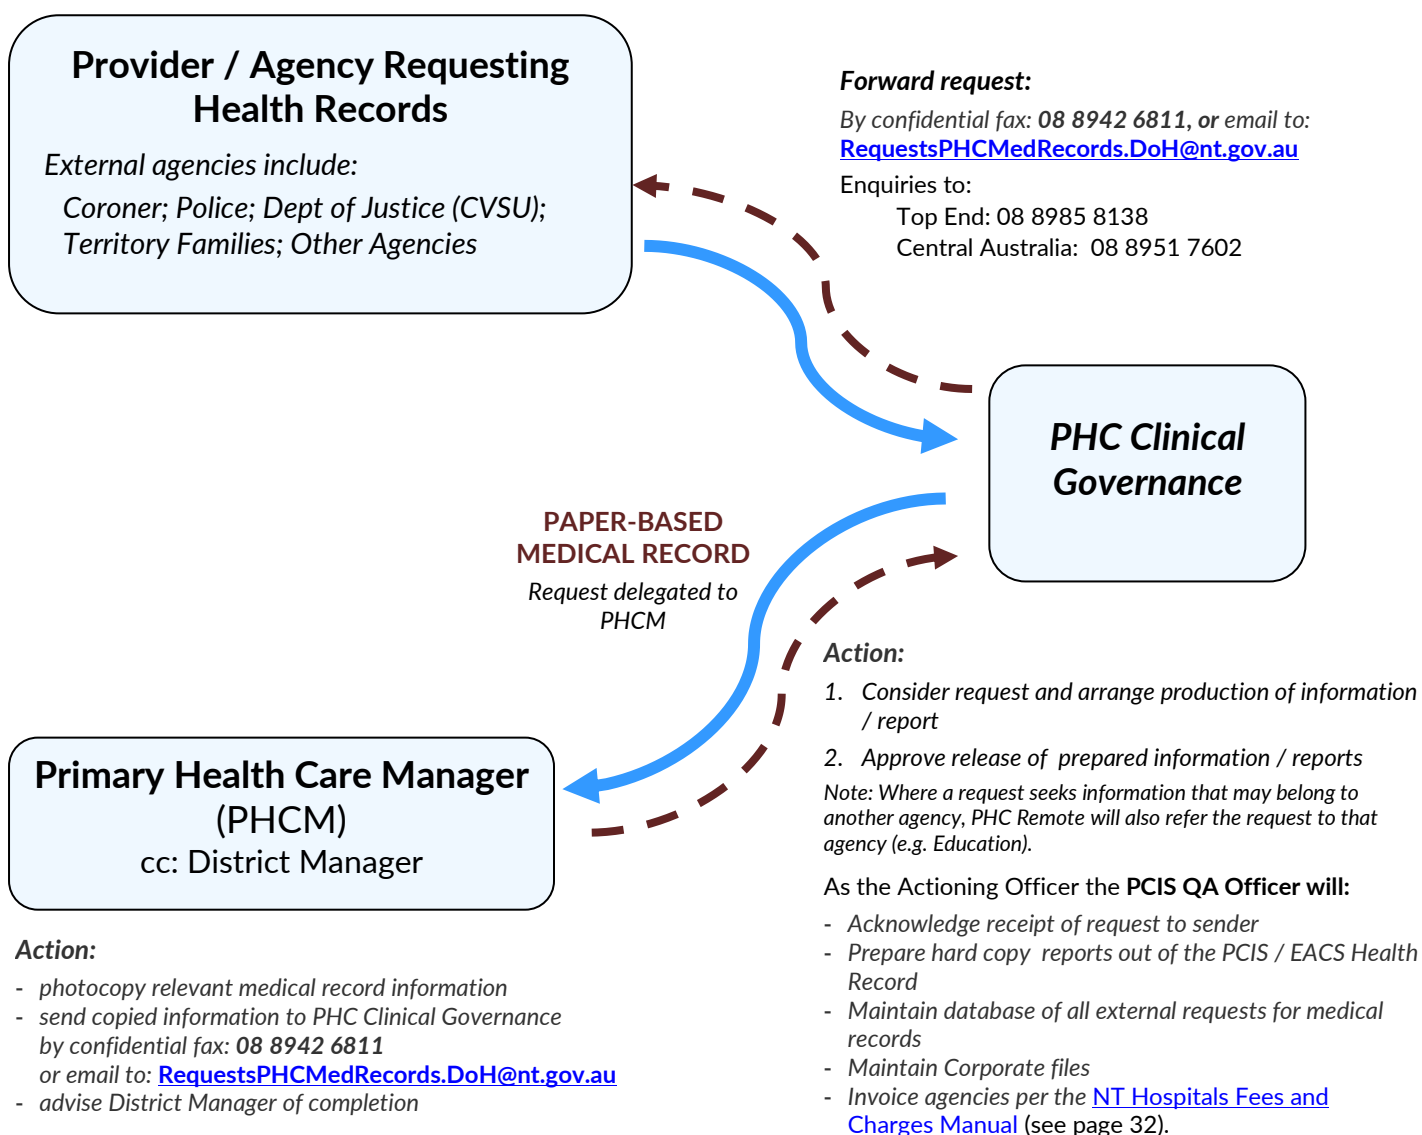 Provider / Agency Requesting
Health Records
External agencies include:
Coroner; Police; Dept of Justice (CVSU);
Territory Families; Other Agencies
Forward request:
By confidential fax: 08 8942 6811, or email to:
RequestsPHCMedRecords.DoH@nt.gov.au
Enquiries to:
Top End: 08 8985 8138
Central Australia:  08 8951 7602
PHC Clinical
Governance
PAPER-BASED
MEDICAL RECORD
Request delegated to
PHCM
Primary Health Care Manager
(PHCM)
cc: District Manager
Action:
- photocopy relevant medical record information
- send copied information to PHC Clinical Governance
by confidential fax: 08 8942 6811
or email to: RequestsPHCMedRecords.DoH@nt.gov.au
- advise District Manager of completion
Action:
1. Consider request and arrange production of information
/ report
2. Approve release of  prepared information / reports
Note: Where a request seeks information that may belong to
another agency, PHC Remote will also refer the request to that
agency (e.g. Education).
As the Actioning Officer the PCIS QA Officer will:
- Acknowledge receipt of request to sender
- Prepare hard copy  reports out of the PCIS / EACS Health
Record
- Maintain database of all external requests for medical
records
- Maintain Corporate files
- Invoice agencies per the NT Hospitals Fees and
Charges Manual (see page 32).